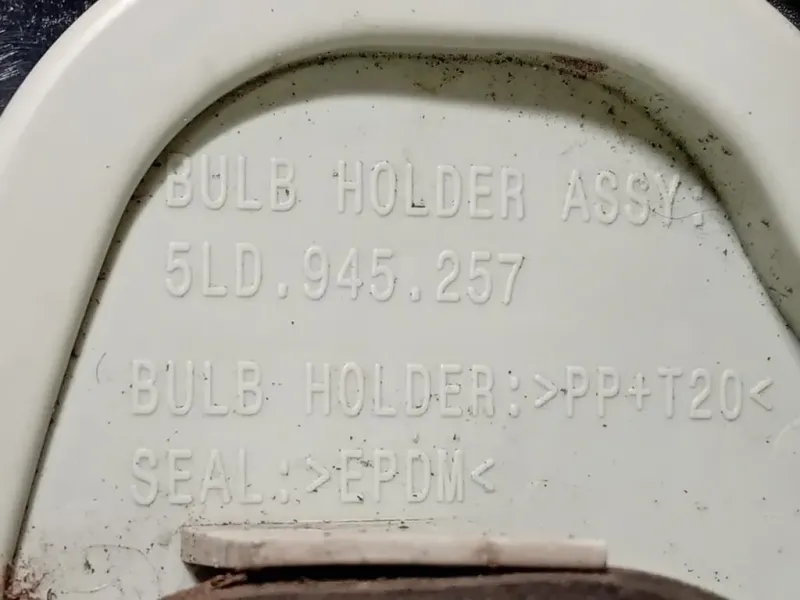 BULB HOLDER ASSY:
5LD.945.257
BULB HOLDER:>PP+T20<
SEAL:>EPDM<